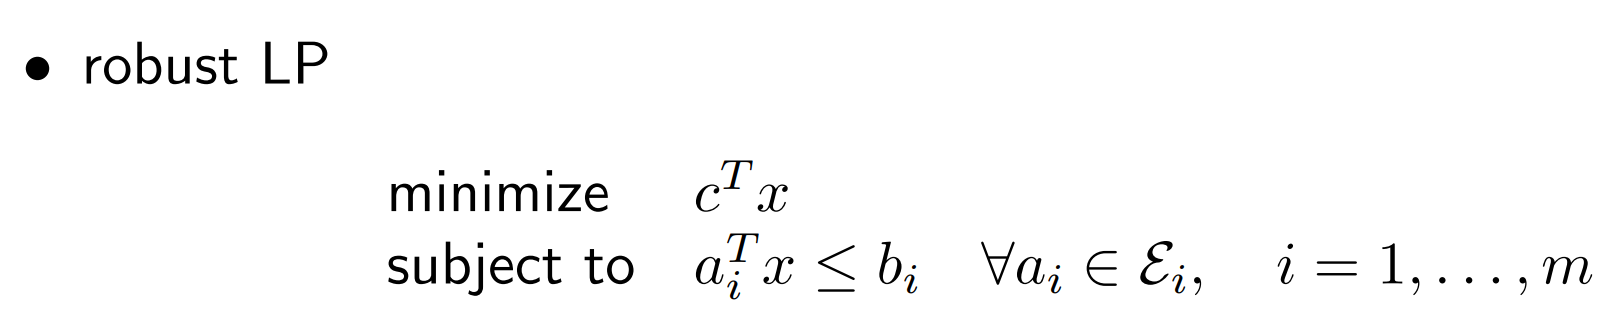 • robust LP
minimize c^T x
subject to a_i^T x ≤ b_i ∀a_i ∈ ℰ_i, i = 1, . . . , m